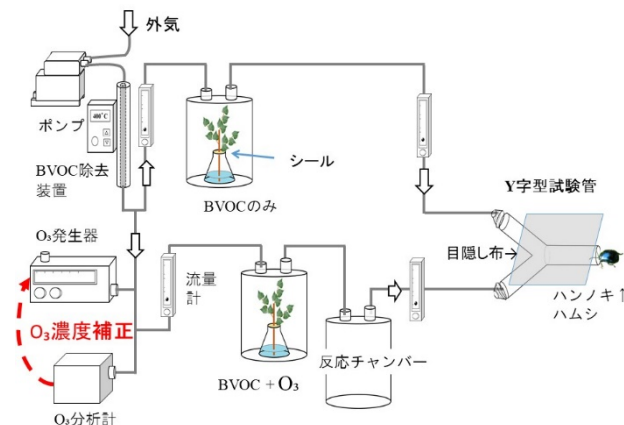 外気
ポンプ
400℃
BVOC除去
装置
シール
BVOCのみ
Y字型試験管
目隠し布→
ハンノキ↑
ハムシ
O₃発生器
流量
計
O₃濃度補正
BVOC + O₃
反応チャンバー
O₃分析計